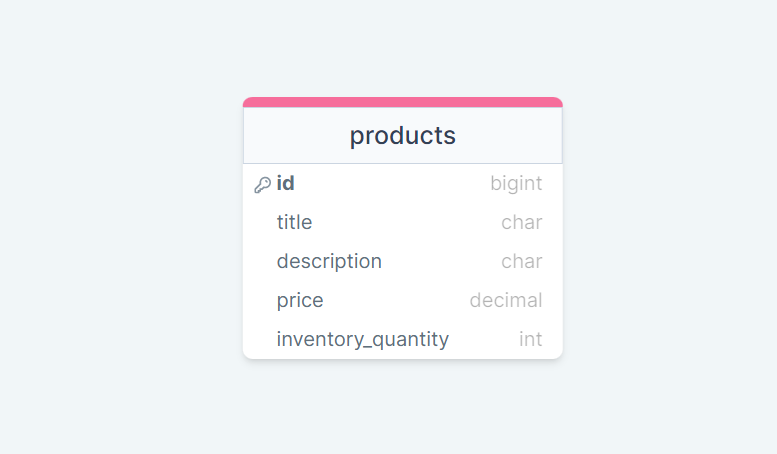 products
id bigint
title char
description char
price decimal
inventory_quantity int